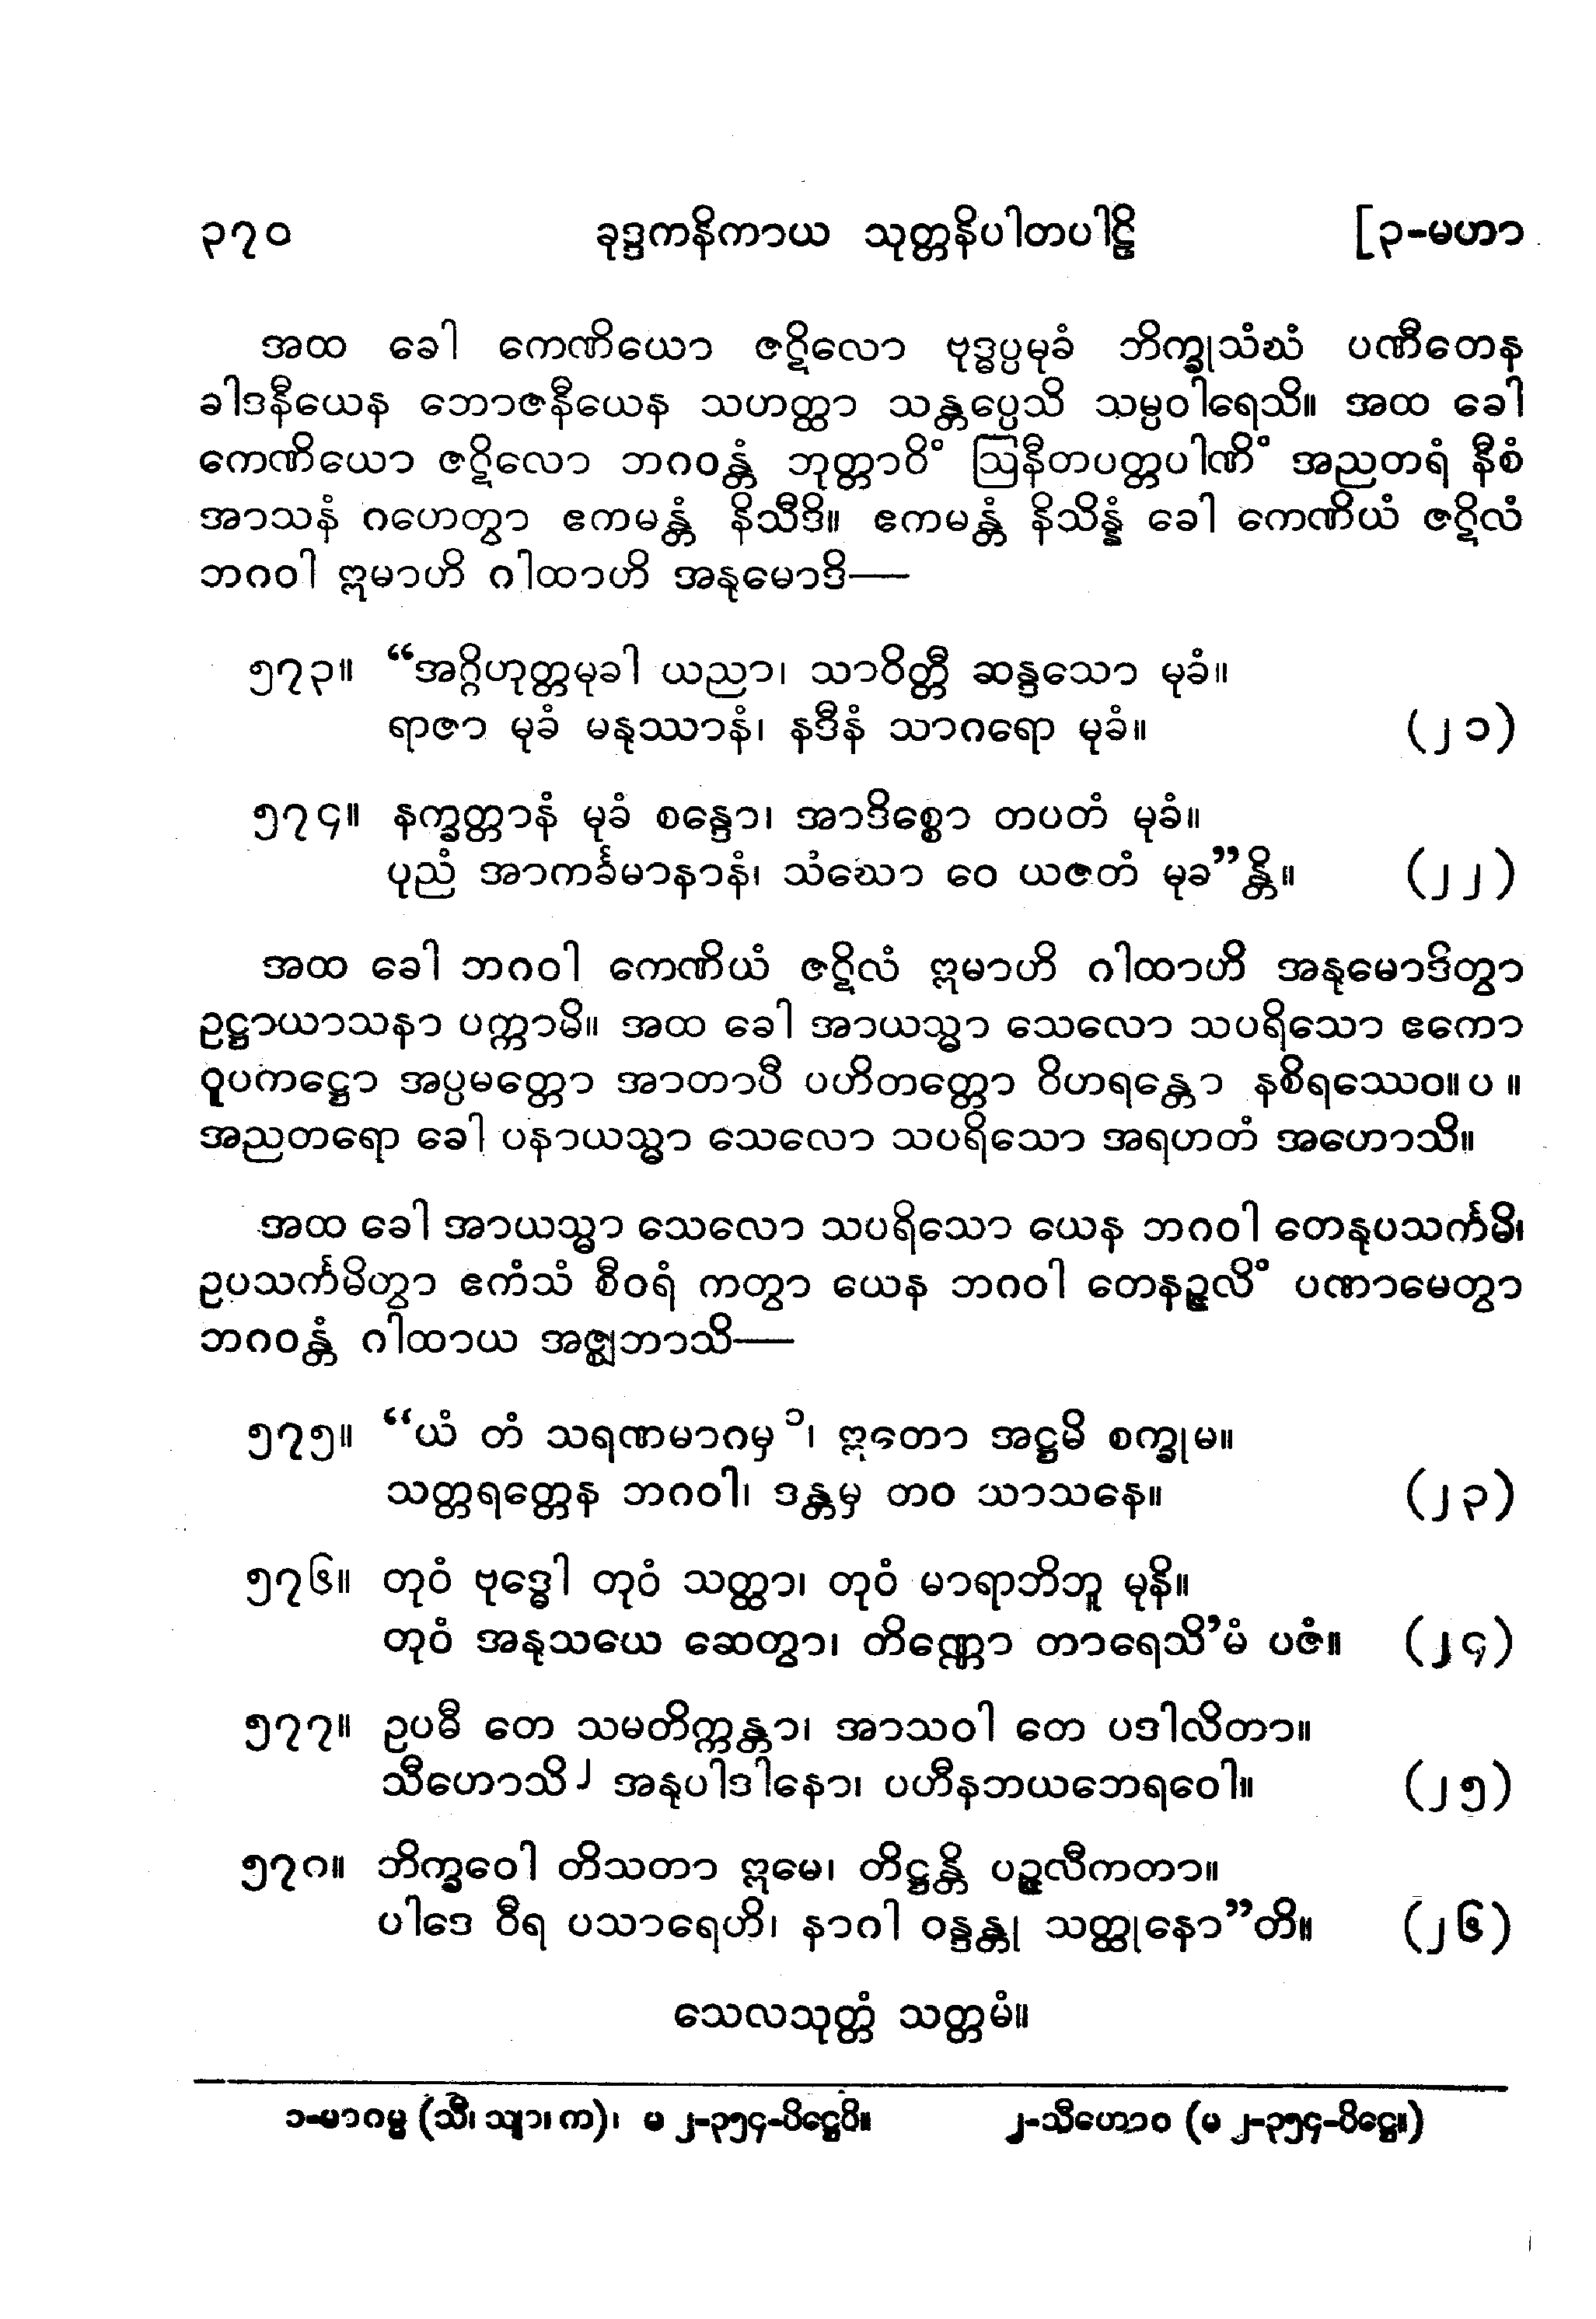 ၃၇၀ ခုဒ္ဒကနိကာယ သုတ္တနိပါတပါဠိ [၃-မဟာ
အထ ခေါ ကေဏိယော ဇဋိလော ဗုဒ္ဓပ္ပမုခံ ဘိက္ခုသံဃံ ပဏီတေန
ခါဒနီယေန ဘောဇနီယေန သဟတ္ထာ သန္တပ္ပေသိ သမ္ပဝါရေသိ။ အထ ခေါ
ကေဏိယော ဇဋိလော ဘဂဝန္တံ ဘုတ္တာဝိံ ဩနီတပတ္တပါဏိံ အညတရံ နီစံ
အာသနံ ဂဟေတွာ ဧကမန္တံ နိသီဒိ။ ဧကမန္တံ နိသိန္နံ ခေါ ကေဏိယံ ဇဋိလံ
ဘဂဝါ ဣမာဟိ ဂါထာဟိ အနုမောဒိ—
၅၇၃။ “အဂ္ဂိဟုတ္တမုခါ ယညာ၊ သာဝိတ္တီ ဆန္ဒသော မုခံ။
ရာဇာ မုခံ မနုဿာနံ၊ နဒီနံ သာဂရော မုခံ။ (၂၁)
၅၇၄။ နက္ခတ္တာနံ မုခံ စန္ဒော၊ အာဒိစ္စော တပတံ မုခံ။
ပုညံ အာကင်္ခမာနာနံ၊ သံဃော ဝေ ယဇတံ မုခ”န္တိ။ (၂၂)
အထ ခေါ ဘဂဝါ ကေဏိယံ ဇဋိလံ ဣမာဟိ ဂါထာဟိ အနုမောဒိတွာ
ဥဋ္ဌာယာသနာ ပက္ကာမိ။ အထ ခေါ အာယသ္မာ သေလော သပရိသော ဧကော
ဝူပကဋ္ဌော အပ္ပမတ္တော အာတာပီ ပဟိတတ္တော ဝိဟရန္တော နစိရဿေဝ။ ပ ။
အညတရော ခေါ ပနာယသ္မာ သေလော သပရိသော အရဟတံ အဟောသိ။
အထ ခေါ အာယသ္မာ သေလော သပရိသော ယေန ဘဂဝါ တေနုပသင်္ကမိ၊
ဥပသင်္ကမိတွာ ဧကံသံ စီဝရံ ကတွာ ယေန ဘဂဝါ တေနဉ္ဇလိံ ပဏာမေတွာ
ဘဂဝန္တံ ဂါထာယ အဇ္ဈဘာသိ—
၅၇၅။ “ယံ တံ သရဏမာဂမှ ၁၊ ဣတော အဋ္ဌမိ စက္ခုမ။
သတ္တရတ္တေန ဘဂဝါ၊ ဒန္တမှ တဝ သာသနေ။ (၂၃)
၅၇၆။ တုဝံ ဗုဒ္ဓေါ တုဝံ သတ္ထာ၊ တုဝံ မာရာဘိဘူ မုနိ။
တုဝံ အနုသယေ ဆေတွာ၊ တိဏ္ဏော တာရေသိ’မံ ပဇံ။ (၂၄)
၅၇၇။ ဥပဓီ တေ သမတိက္ကန္တာ၊ အာသဝါ တေ ပဒါလိတာ။
သီဟောသိ ၂ အနုပါဒါနော၊ ပဟီနဘယဘေရဝေါ။ (၂၅)
၅၇၈။ ဘိက္ခဝေါ တိသတာ ဣမေ၊ တိဋ္ဌန္တိ ပဉ္ဇလီကတာ။
ပါဒေ ဝီရ ပသာရေဟိ၊ နာဂါ ဝန္ဒန္တု သတ္ထုနော”တိ။ (၂၆)
သေလသုတ္တံ သတ္တမံ။
၁-မာဂမ္မ (သီ၊ သျာ၊ က)၊ မ ၂-၃၅၄-ပိဋ္ဌေပိ။ ၂-သီဟောဝ (မ ၂-၃၅၄-ပိဋ္ဌေ။)